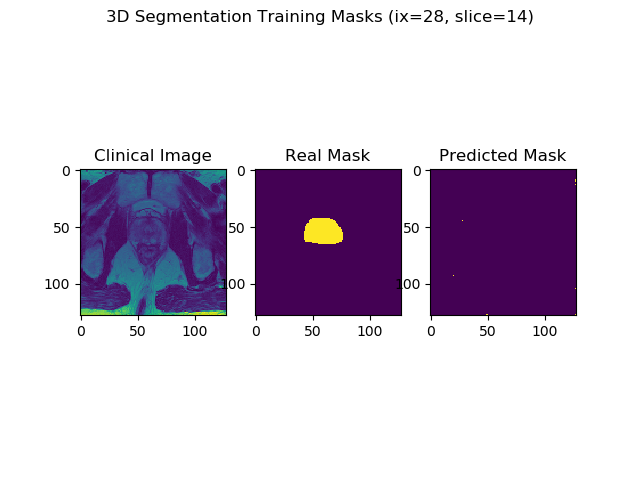 3D Segmentation Training Masks (ix=28, slice=14)
Clinical Image Real Mask Predicted Mask
0 0 0
50 50 50
100 100 100
0 100 0 50 100 0 50 100